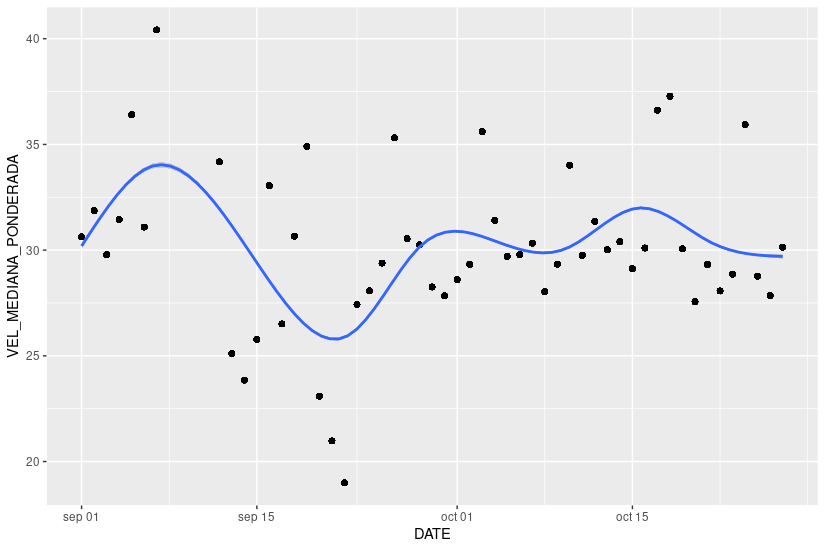 VEL_MEDIANA_PONDERADA
40
35
30
25
20
sep 01
sep 15
oct 01
oct 15
DATE